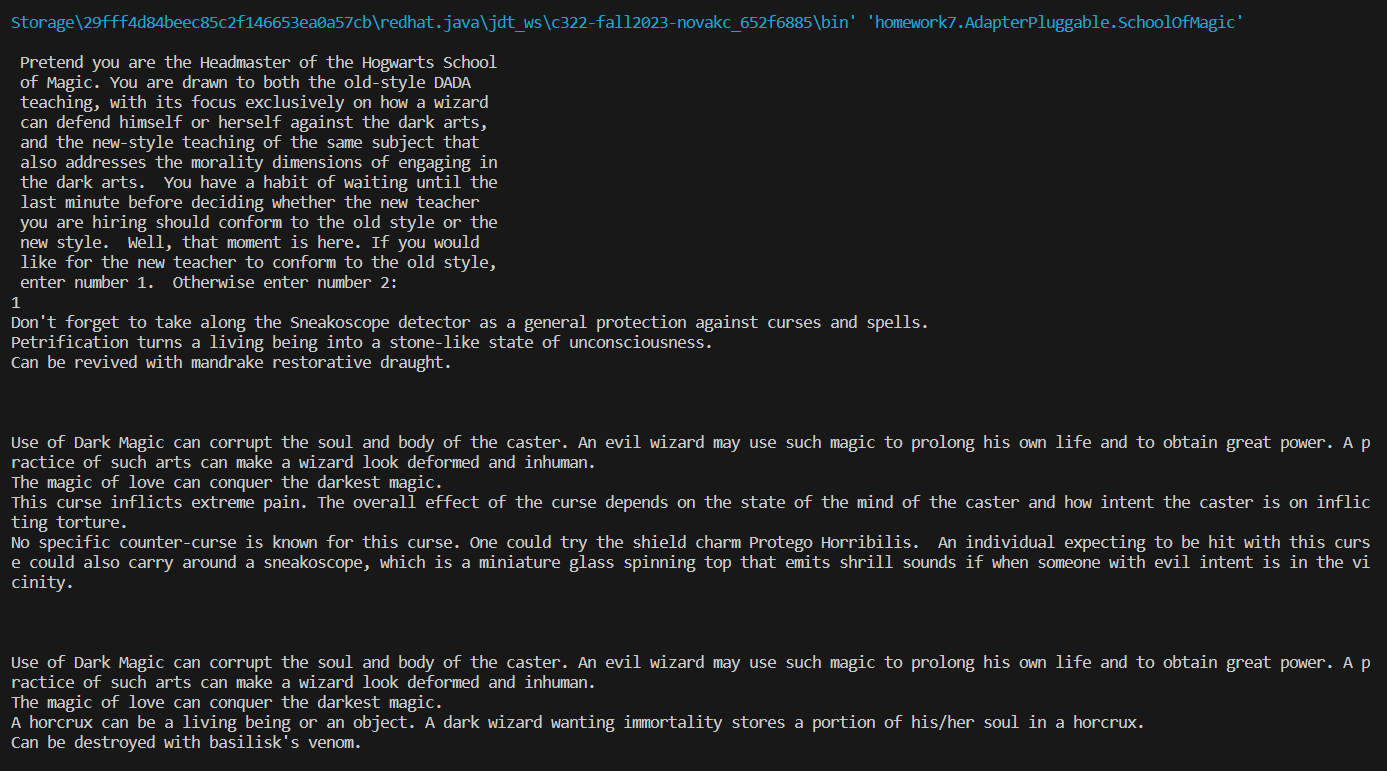 Storage\29fff4d84beec85c2f146653ea0a57cb\redhat.java\jdt_ws\c322-fall2023-novakc_652f6885\bin' 'homework7.AdapterPluggable.SchoolOfMagic'
Pretend you are the Headmaster of the Hogwarts School
of Magic. You are drawn to both the old-style DADA
teaching, with its focus exclusively on how a wizard
can defend himself or herself against the dark arts,
and the new-style teaching of the same subject that
also addresses the morality dimensions of engaging in
the dark arts.  You have a habit of waiting until the
last minute before deciding whether the new teacher
you are hiring should conform to the old style or the
new style.  Well, that moment is here. If you would
like for the new teacher to conform to the old style,
enter number 1.  Otherwise enter number 2:
1
Don't forget to take along the Sneakoscope detector as a general protection against curses and spells.
Petrification turns a living being into a stone-like state of unconsciousness.
Can be revived with mandrake restorative draught.
Use of Dark Magic can corrupt the soul and body of the caster. An evil wizard may use such magic to prolong his own life and to obtain great power. A p
ractice of such arts can make a wizard look deformed and inhuman.
The magic of love can conquer the darkest magic.
This curse inflicts extreme pain. The overall effect of the curse depends on the state of the mind of the caster and how intent the caster is on inflic
ting torture.
No specific counter-curse is known for this curse. One could try the shield charm Protego Horribilis.  An individual expecting to be hit with this curs
e could also carry around a sneakoscope, which is a miniature glass spinning top that emits shrill sounds if when someone with evil intent is in the vi
cinity.
Use of Dark Magic can corrupt the soul and body of the caster. An evil wizard may use such magic to prolong his own life and to obtain great power. A p
ractice of such arts can make a wizard look deformed and inhuman.
The magic of love can conquer the darkest magic.
A horcrux can be a living being or an object. A dark wizard wanting immortality stores a portion of his/her soul in a horcrux.
Can be destroyed with basilisk's venom.